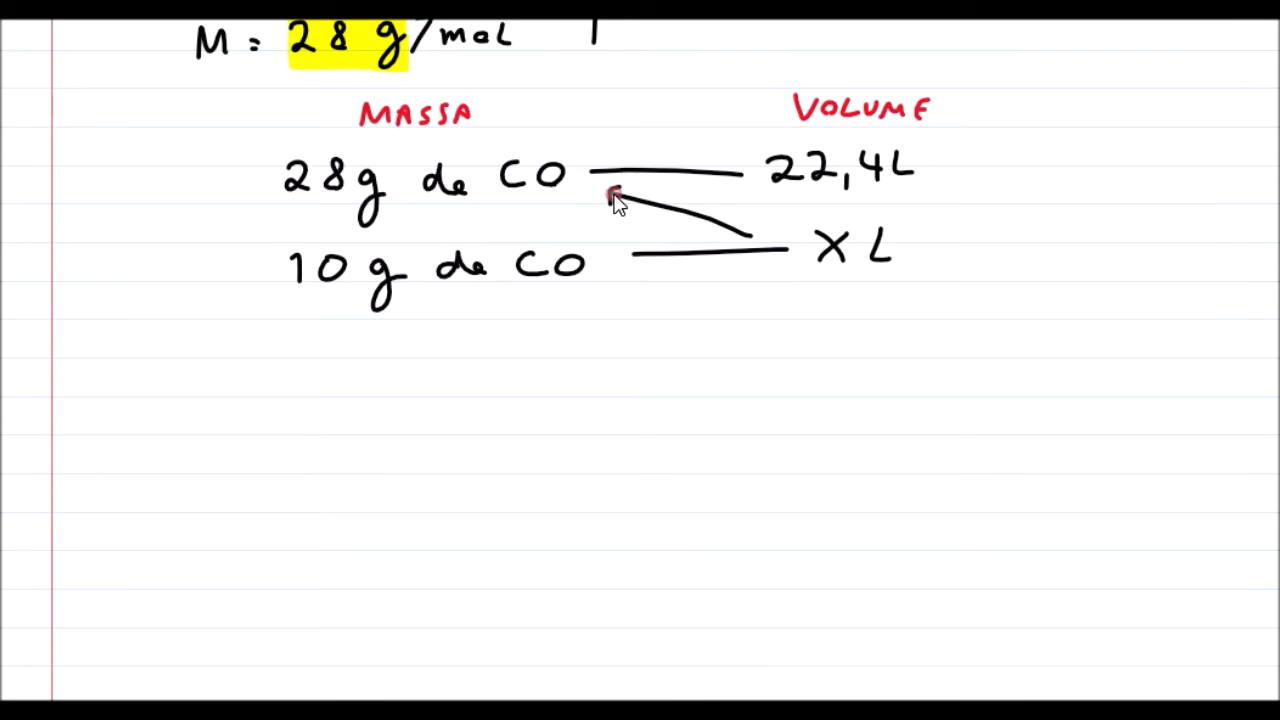 M = 28 g/mol
MASSA VOLUME
28g de CO 22,4L
10 g de CO X L